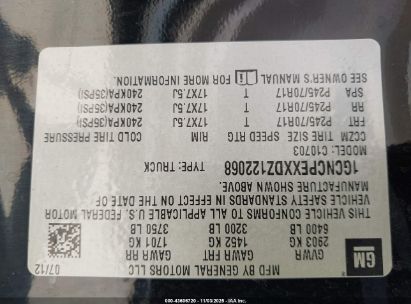 MFD BY GENERAL MOTORS LLC
07/12
GM
GVWR GAWR FR GAWR RR
2903 KG 1452 KG 1701 KG
6400 LB 3200 LB 3750 LB
THIS VEHICLE CONFORMS TO ALL APPLICABLE U.S. FEDERAL MOTOR
VEHICLE SAFETY STANDARDS IN EFFECT ON THE DATE OF
MANUFACTURE SHOWN ABOVE.
1GCNCPEXXDZ122068 TYPE: TRUCK
MODEL: C10703
TIRE SIZE SPEED RTG RIM COLD TIRE PRESSURE
FRT P245/70R17 T 17X7.5J 240KPA(35PSI)
RR P245/70R17 T 17X7.5J 240KPA(35PSI)
SPA P245/70R17 T 17X7.5J 240KPA(35PSI)
SEE OWNER'S MANUAL FOR MORE INFORMATION.